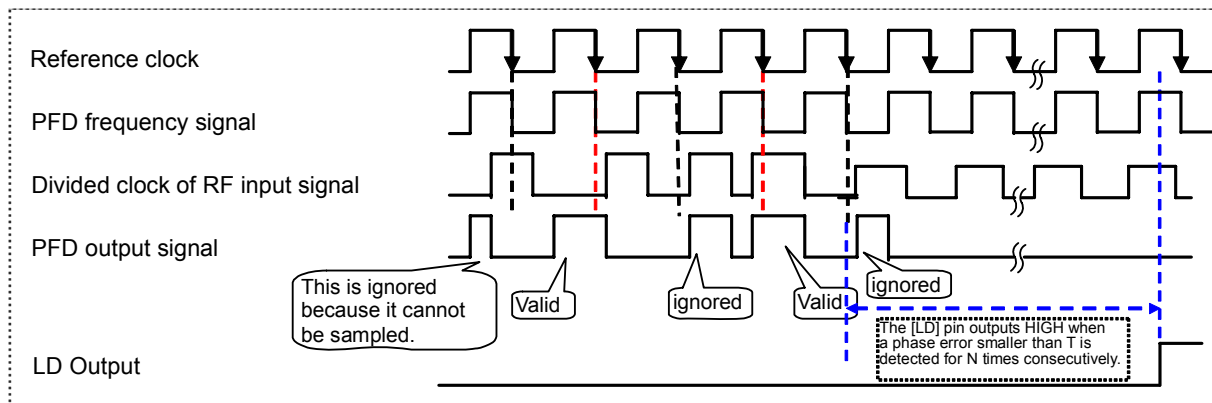 Reference clock
PFD frequency signal
Divided clock of RF input signal
PFD output signal
This is ignored
because it cannot
be sampled.
Valid
ignored
Valid
ignored
The [LD] pin outputs HIGH when
a phase error smaller than T is
detected for N times consecutively.
LD Output